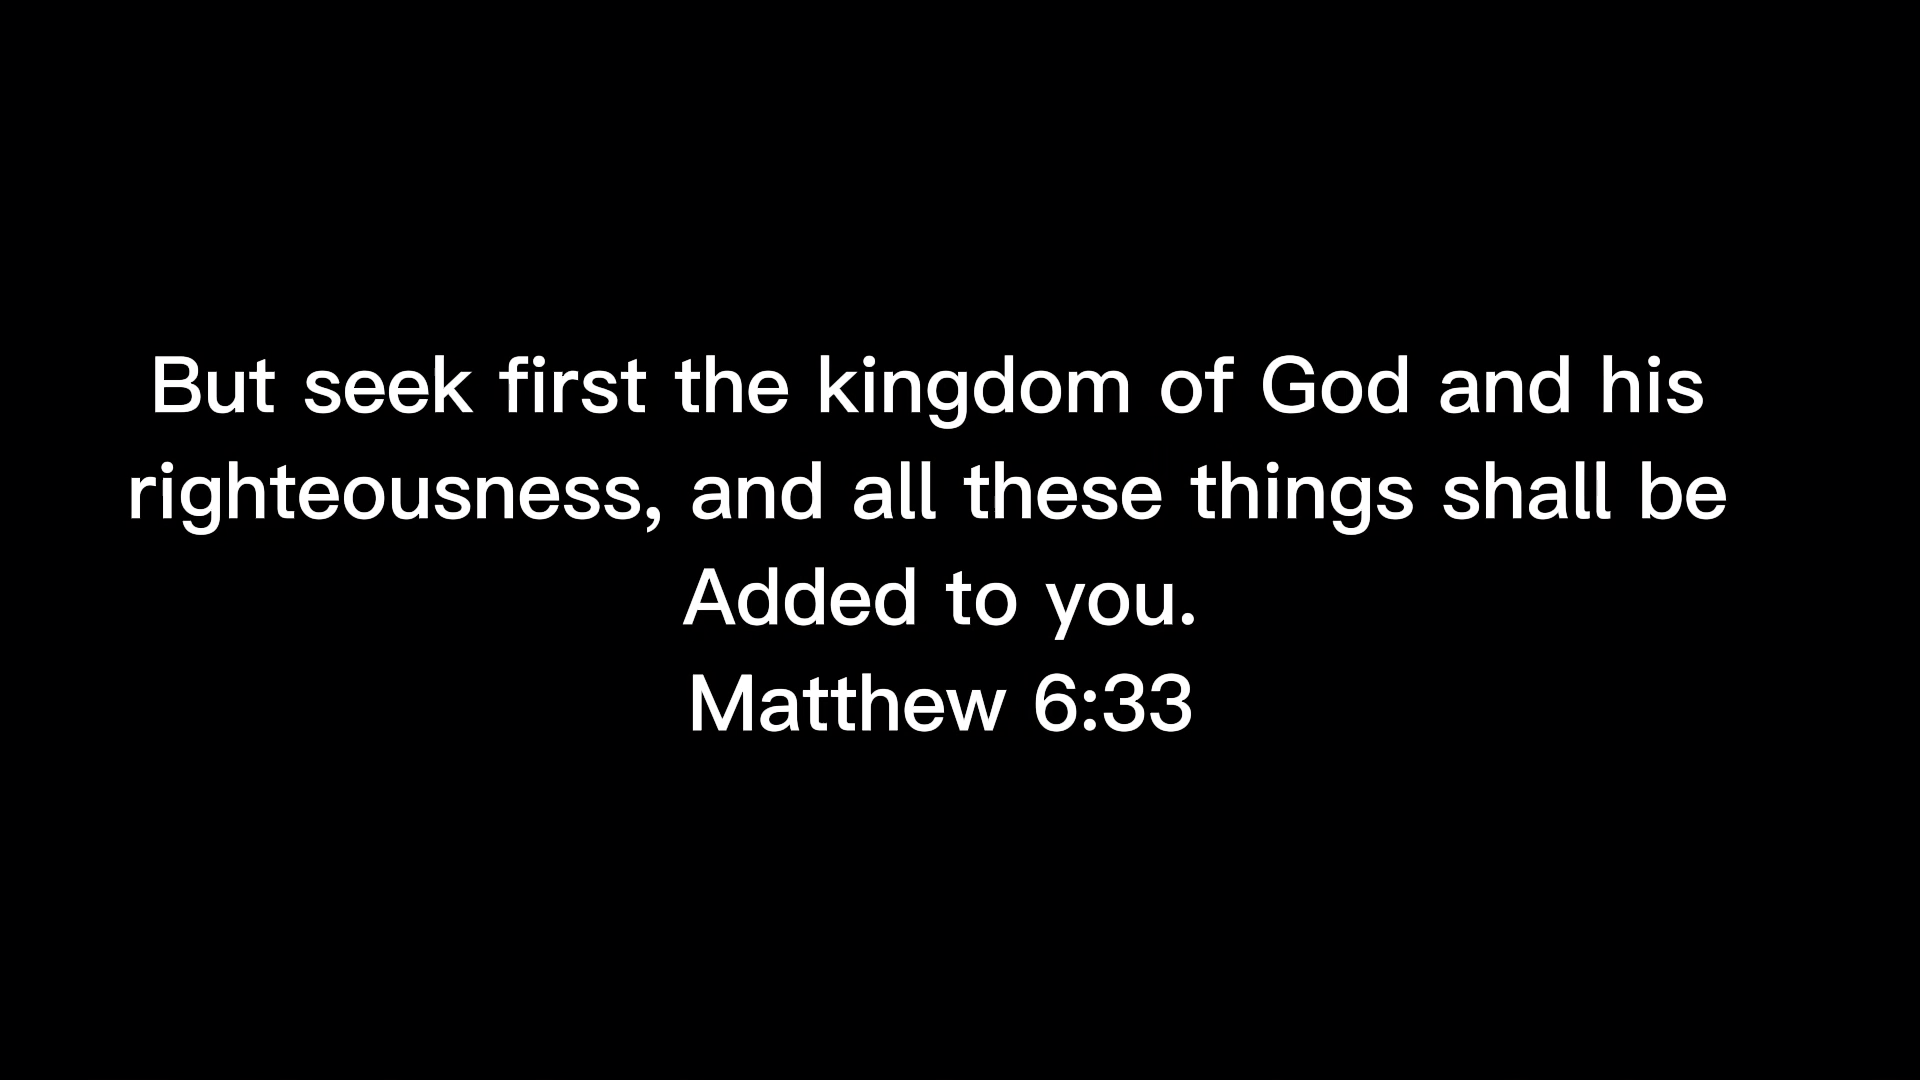 But seek first the kingdom of God and his
righteousness, and all these things shall be
Added to you.
Matthew 6:33